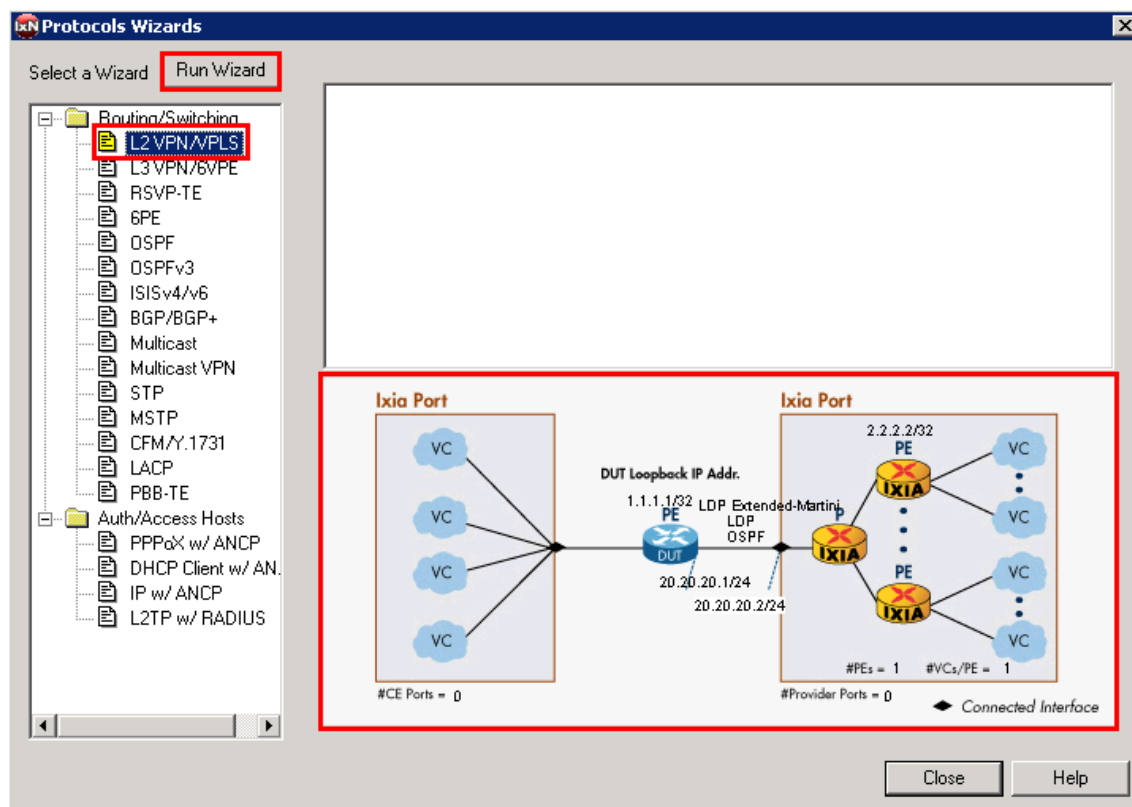 IxN Protocols Wizards
Select a Wizard Run Wizard
Routing/Switching
L2 VPN/VPLS
L3 VPN/6VPE
RSVP-TE
6PE
OSPF
OSPFv3
ISISv4/v6
BGP/BGP+
Multicast
Multicast VPN
STP
MSTP
CFM/Y.1731
LACP
PBB-TE
Auth/Access Hosts
PPPoX w/ ANCP
DHCP Client w/ AN.
IP w/ ANCP
L2TP w/ RADIUS
Ixia Port
VC
VC
VC
VC
#CE Ports = 0
DUT Loopback IP Addr.
1.1.1.1/32
PE
DUT
LDP Extended-Martini
LDP
OSPF
20.20.20.1/24
20.20.20.2/24
Ixia Port
2.2.2.2/32
PE
IXIA
VC
VC
P
IXIA
PE
IXIA
VC
VC
#PEs = 1 #VCs/PE = 1
#Provider Ports = 0
Connected Interface
Close Help